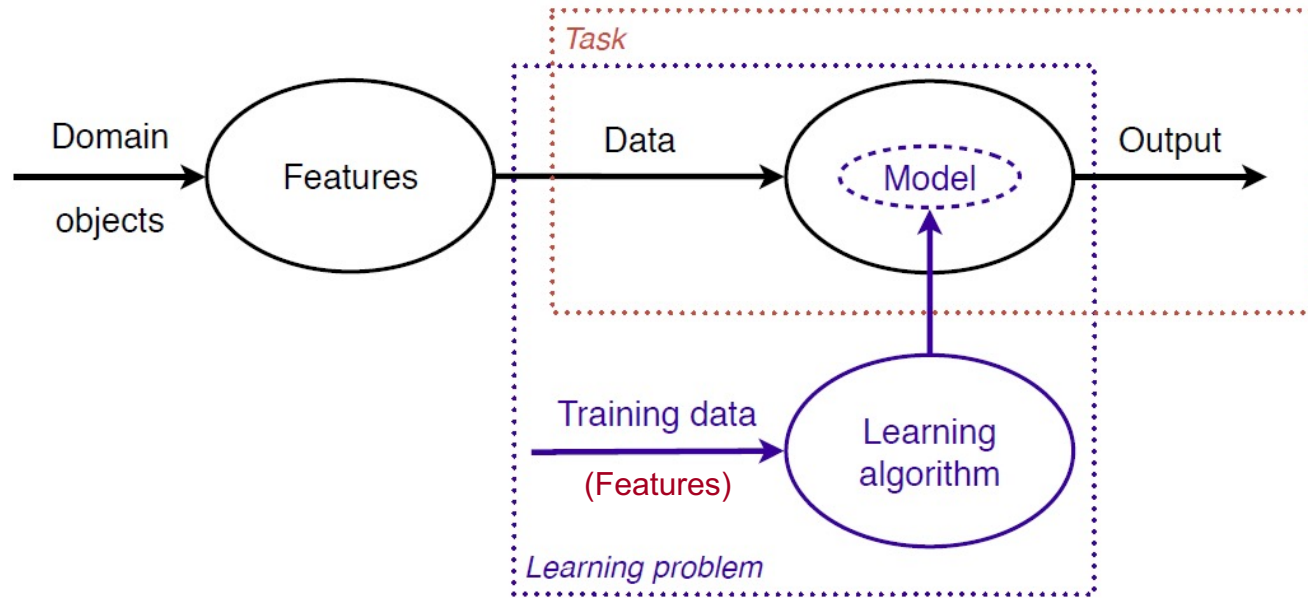 Task
Domain
objects
Features
Data
Model
Output
Training data
(Features)
Learning
algorithm
Learning problem